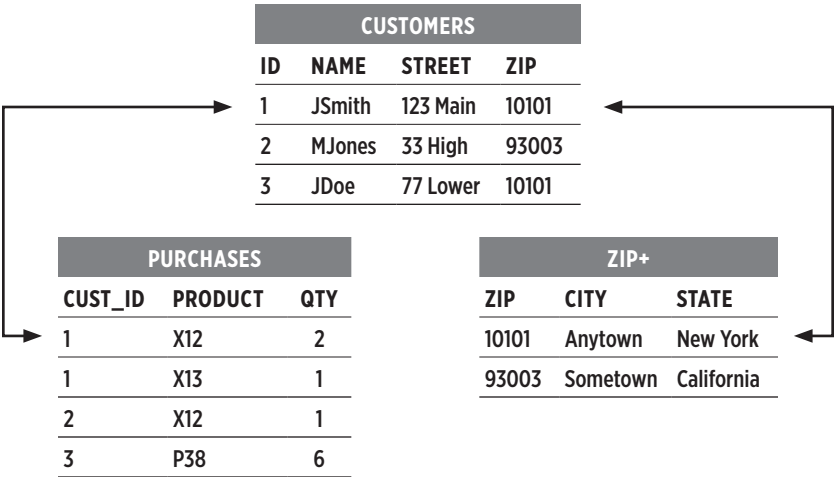 CUSTOMERS
ID NAME STREET ZIP
1 JSmith 123 Main 10101
2 MJones 33 High 93003
3 JDoe 77 Lower 10101
PURCHASES
CUST_ID PRODUCT QTY
1 X12 2
1 X13 1
2 X12 1
3 P38 6
ZIP+
ZIP CITY STATE
10101 Anytown New York
93003 Sometown California